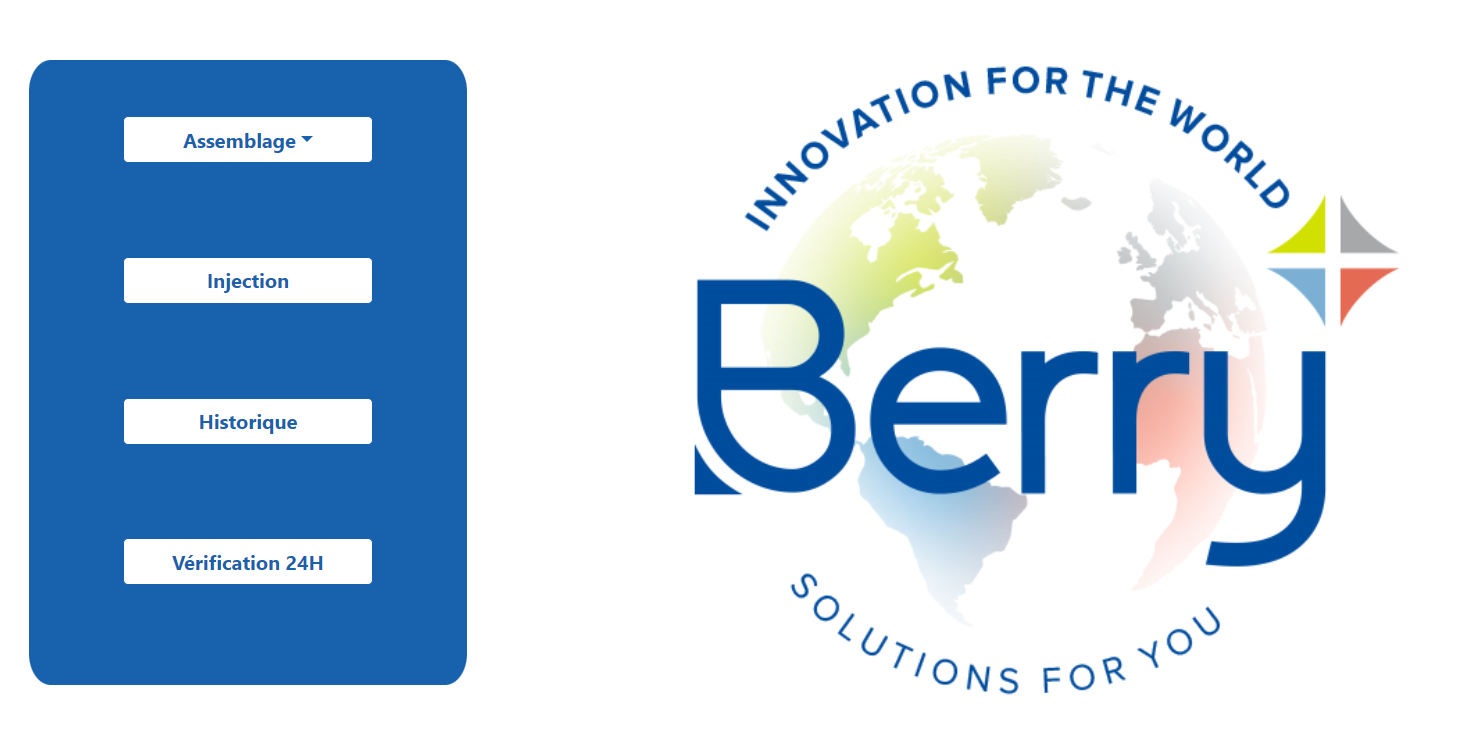 Assemblage
Injection
Historique
Vérification 24H
INNOVATION FOR THE WORLD
Berry
SOLUTIONS FOR YOU